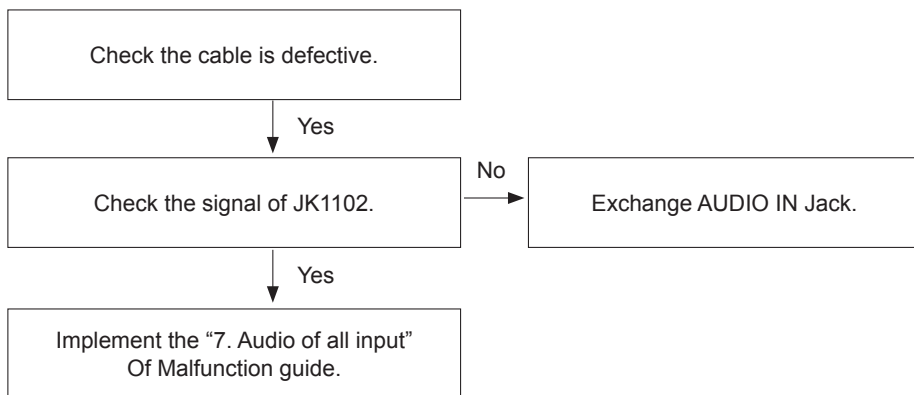 Check the cable is defective.
Yes
Check the signal of JK1102.
No
Exchange AUDIO IN Jack.
Yes
Implement the “7. Audio of all input”
Of Malfunction guide.